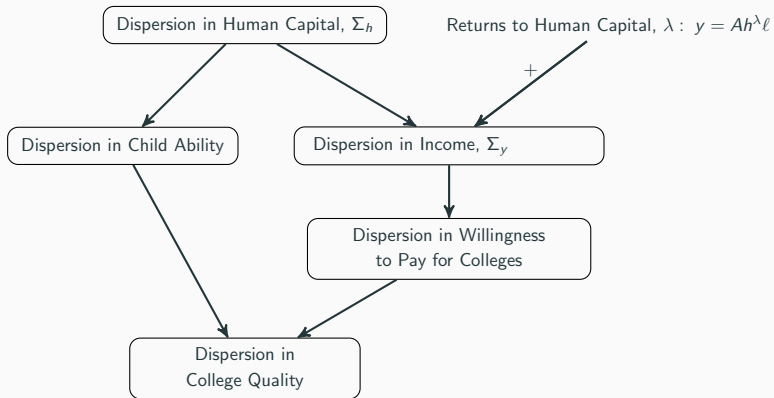 Dispersion in Human Capital, Σ_h
Returns to Human Capital, λ : y = Ah^λ ℓ
+
Dispersion in Child Ability
Dispersion in Income, Σ_y
Dispersion in Willingness
to Pay for Colleges
Dispersion in
College Quality